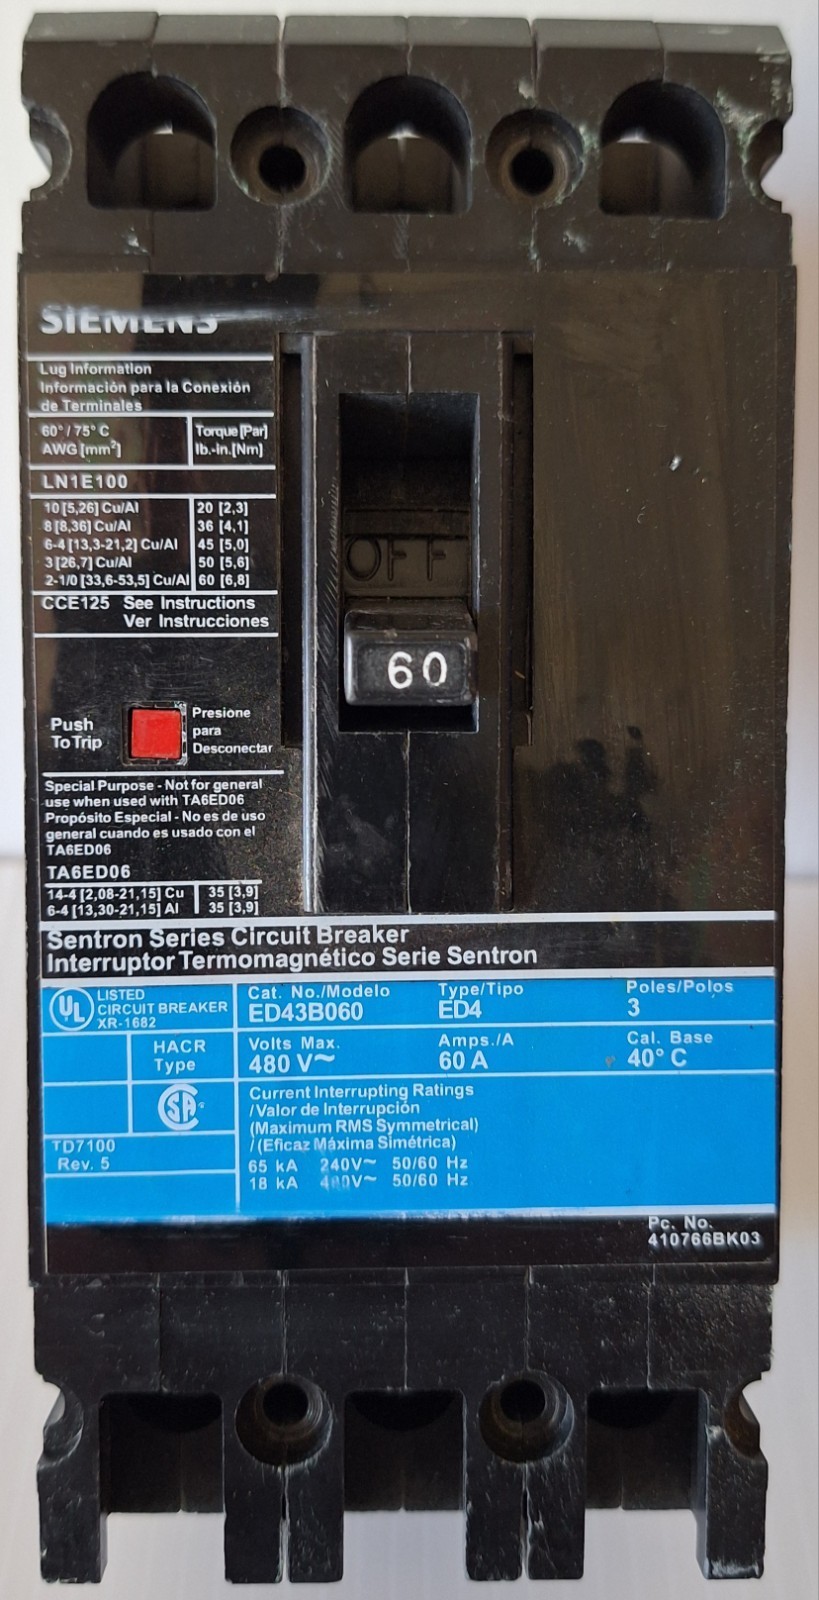 SIEMENS
Lug Information
Información para la Conexión
de Terminales
60° / 75° C
AWG [mm²]
Torque [Par]
lb.-in.[Nm]
LN1E100
10 [5,26] Cu/Al 20 [2,3]
8 [8,36] Cu/Al 36 [4,1]
6-4 [13,3-21,2] Cu/Al 45 [5,0]
3 [26,7] Cu/Al 50 [5,6]
2-1/0 [33,6-53,5] Cu/Al 60 [6,8]
CCE125 See Instructions
Ver Instrucciones
OFF
60
Push
To Trip
Presione
para
Desconectar
Special Purpose - Not for general
use when used with TA6ED06
Propósito Especial - No es de uso
general cuando es usado con el
TA6ED06
TA6ED06
14-4 [2,08-21,15] Cu 35 [3,9]
6-4 [13,30-21,15] Al 35 [3,9]
Sentron Series Circuit Breaker
Interruptor Termomagnético Serie Sentron
UL
LISTED
CIRCUIT BREAKER
XR-1682
Cat. No./Modelo
ED43B060
Type/Tipo
ED4
Poles/Polos
3
HACR
Type
Volts Max.
480 V~
Amps./A
60 A
Cal. Base
40° C
SA
TD7100
Rev. 5
Current Interrupting Ratings
/Valor de Interrupción
(Maximum RMS Symmetrical)
/(Eficaz Máxima Simétrica)
65 kA 240V~ 50/60 Hz
18 kA 480V~ 50/60 Hz
Pc. No.
410766BK03